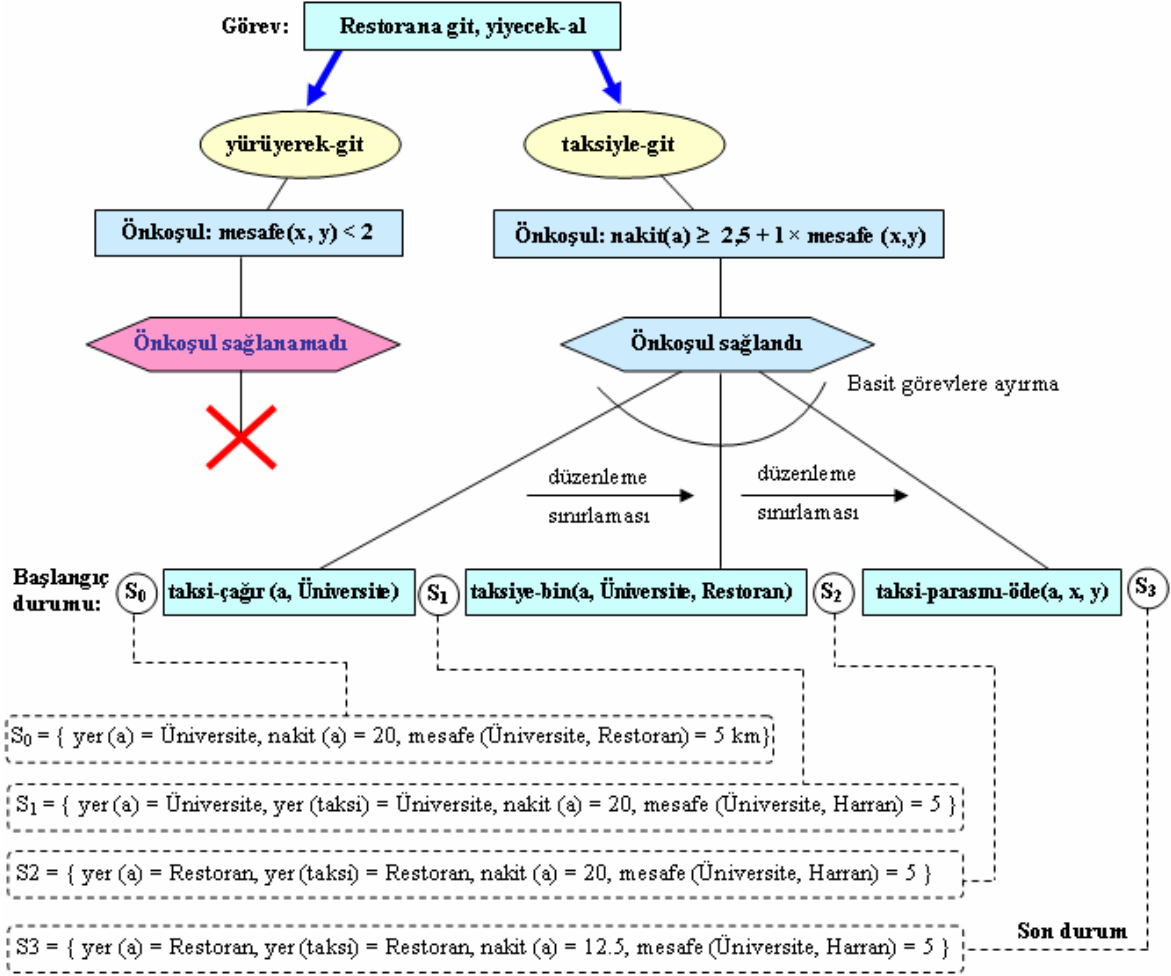 Görev: Restorana git, yiyecek-al
yürüyerek-git
taksiyle-git
Önkoşul: mesafe(x, y) < 2
Önkoşul: nakit(a) ≥ 2,5 + 1 × mesafe (x,y)
Önkoşul sağlanamadı
Önkoşul sağlandı
Basit görevlere ayırma
düzenleme
sınırlaması
düzenleme
sınırlaması
Başlangıç
durumu:
S0
taksi-çağır (a, Üniversite)
S1
taksiye-bin(a, Üniversite, Restoran)
S2
taksi-parasını-öde(a, x, y)
S3
S0 = { yer (a) = Üniversite, nakit (a) = 20, mesafe (Üniversite, Restoran) = 5 km}
S1 = { yer (a) = Üniversite, yer (taksi) = Üniversite, nakit (a) = 20, mesafe (Üniversite, Harran) = 5 }
S2 = { yer (a) = Restoran, yer (taksi) = Restoran, nakit (a) = 20, mesafe (Üniversite, Harran) = 5 }
Son durum
S3 = { yer (a) = Restoran, yer (taksi) = Restoran, nakit (a) = 12.5, mesafe (Üniversite, Harran) = 5 }